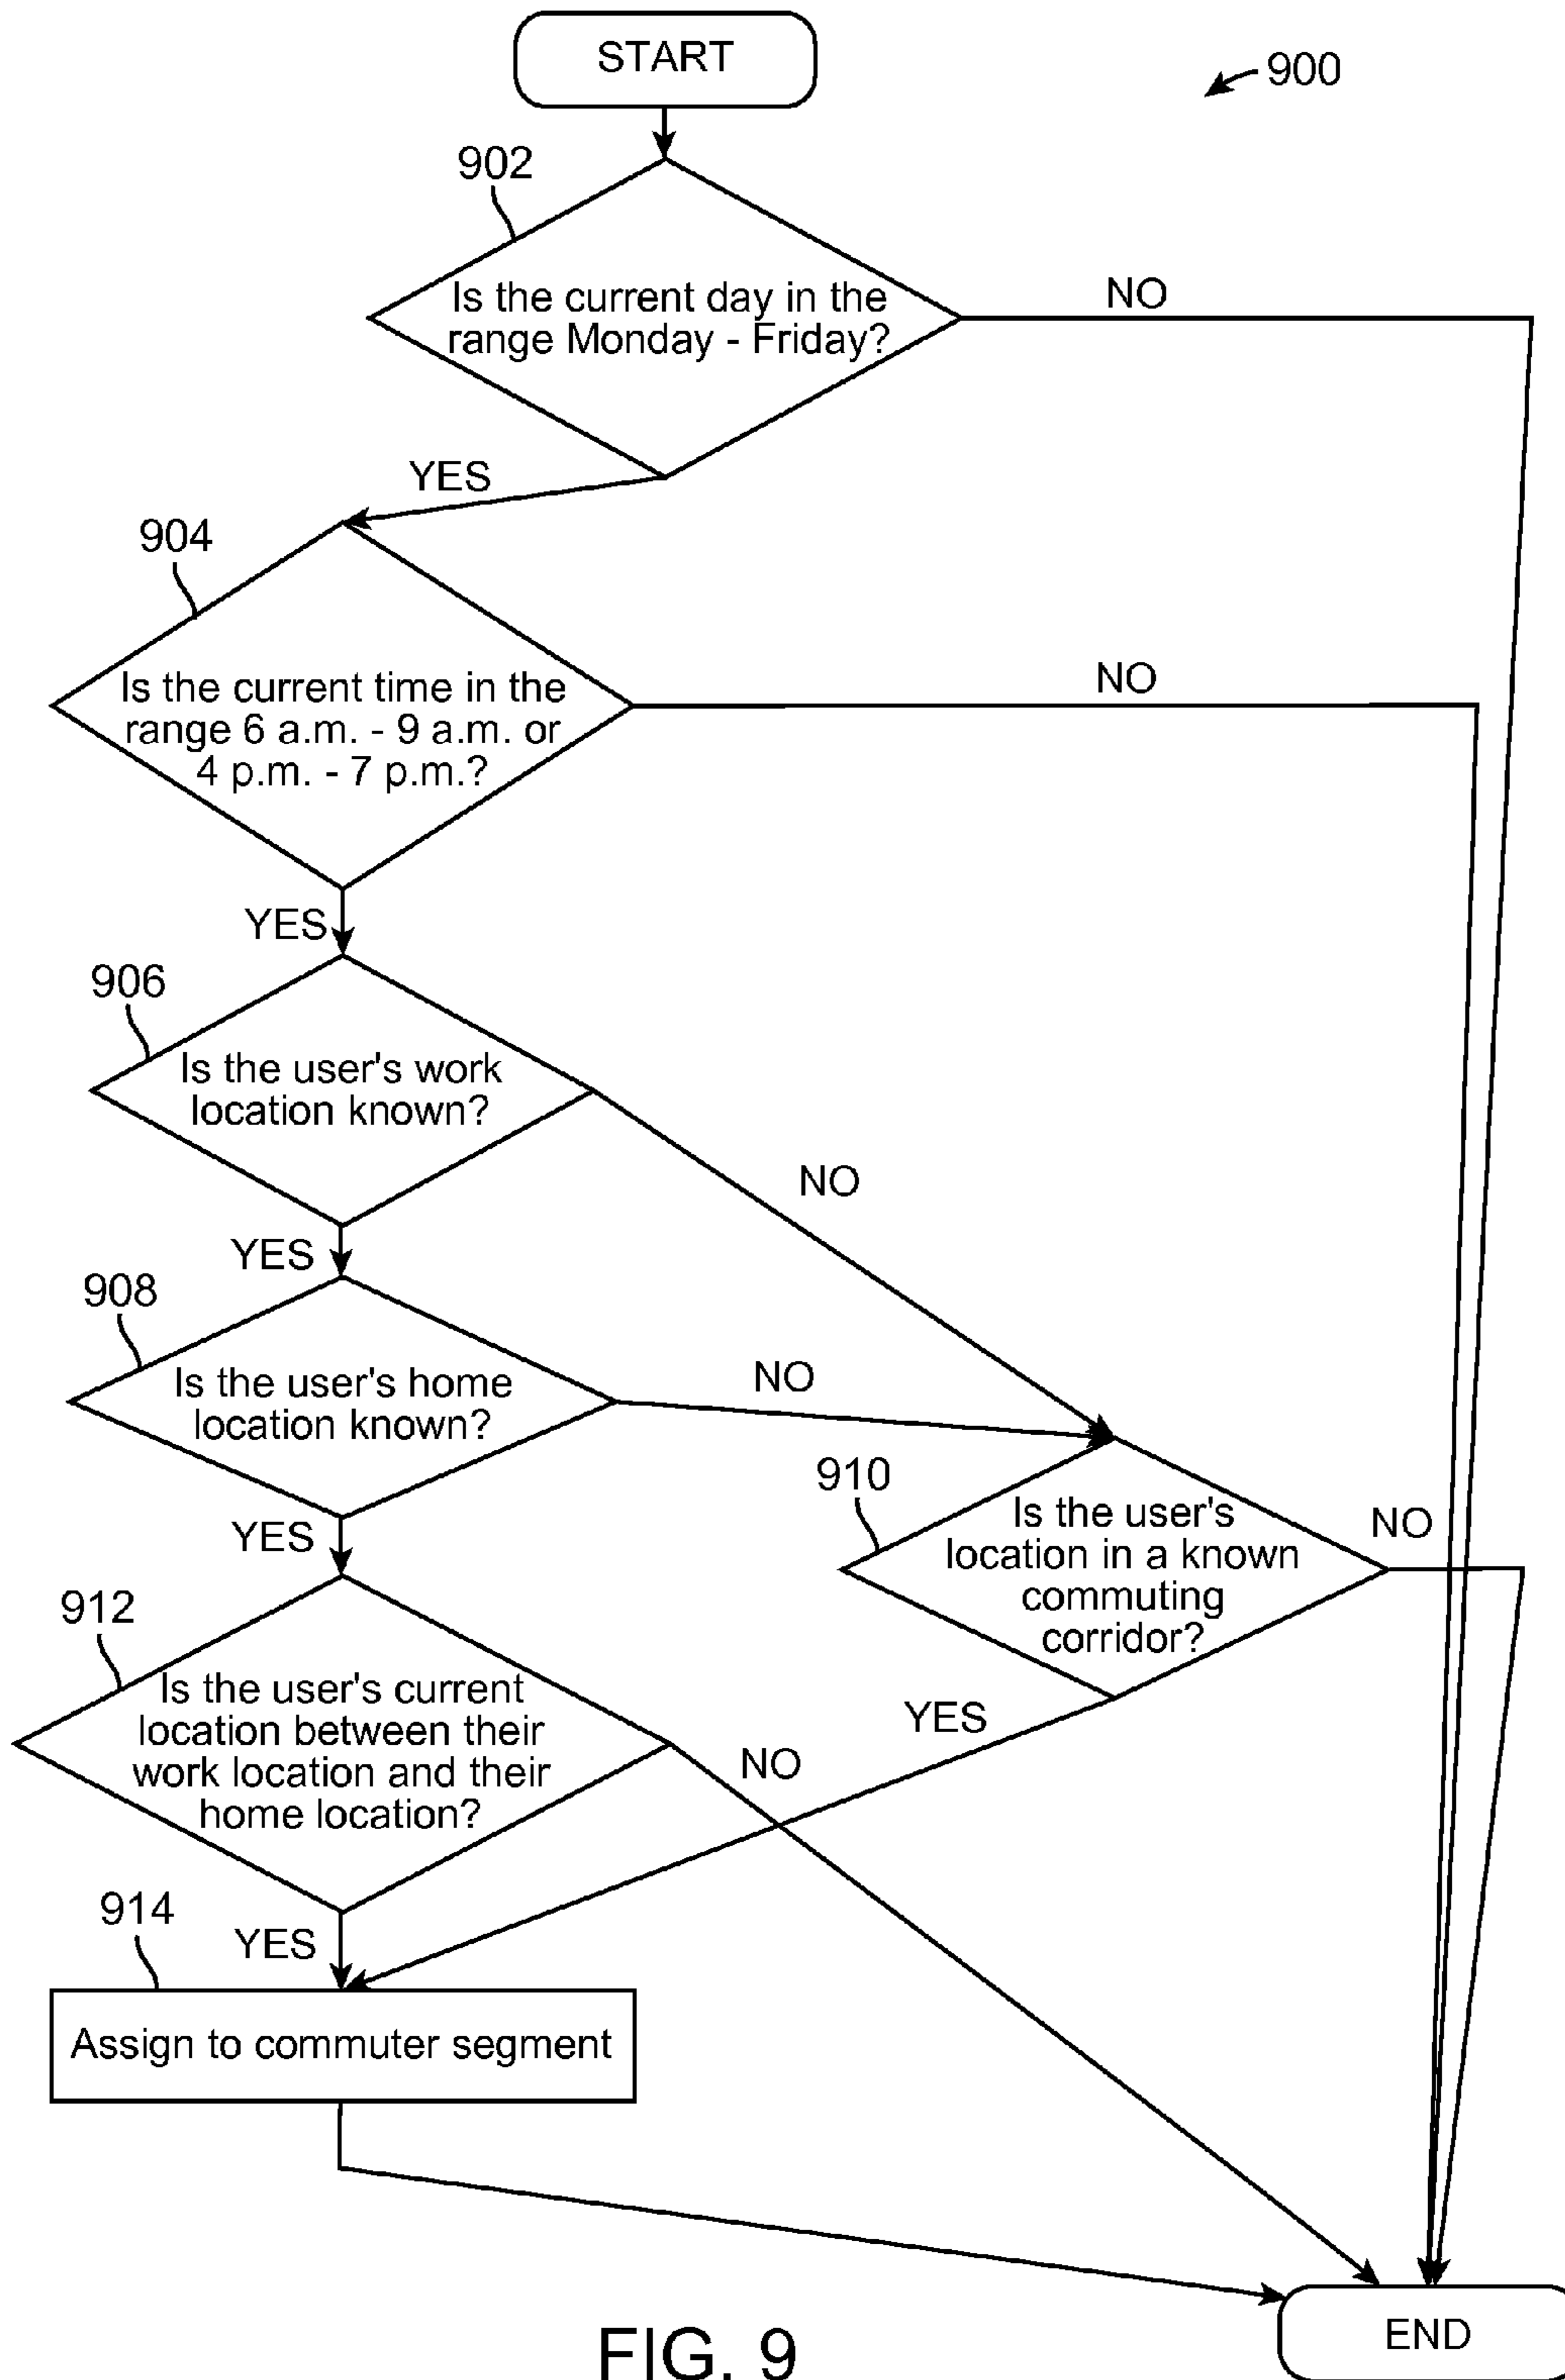 START
900
902
Is the current day in the
range Monday - Friday?
NO
YES
904
Is the current time in the
range 6 a.m. - 9 a.m. or
4 p.m. - 7 p.m.?
NO
YES
906
Is the user's work
location known?
NO
YES
908
Is the user's home
location known?
NO
YES
910
Is the user's
location in a known
commuting
corridor?
NO
YES
912
Is the user's current
location between their
work location and their
home location?
NO
YES
914
Assign to commuter segment
END
FIG. 9